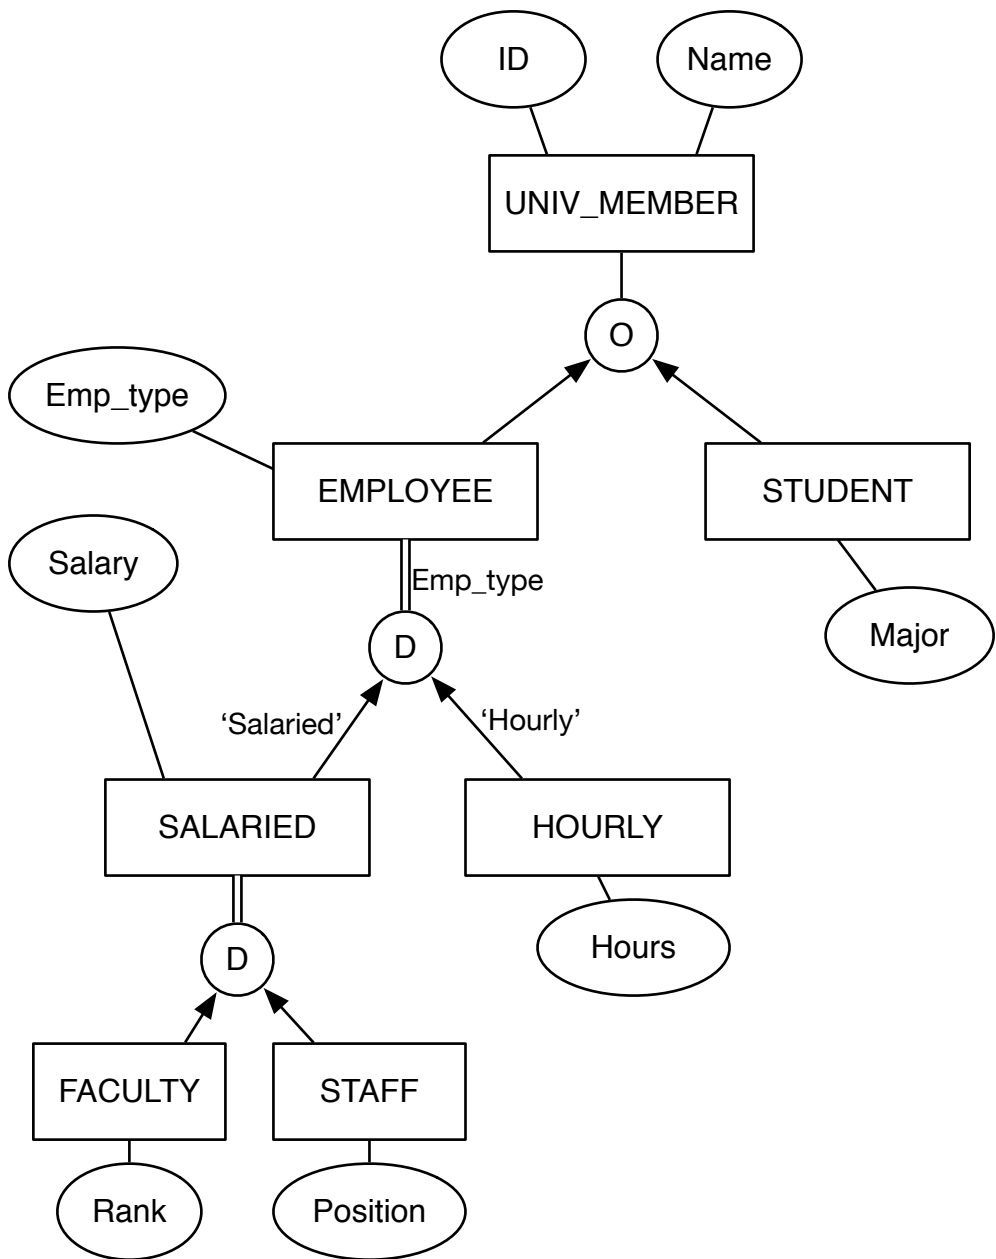 ID
Name
UNIV_MEMBER
O
Emp_type
EMPLOYEE
STUDENT
Salary
Emp_type
Major
D
‘Salaried’
‘Hourly’
SALARIED
HOURLY
Hours
D
FACULTY
STAFF
Rank
Position